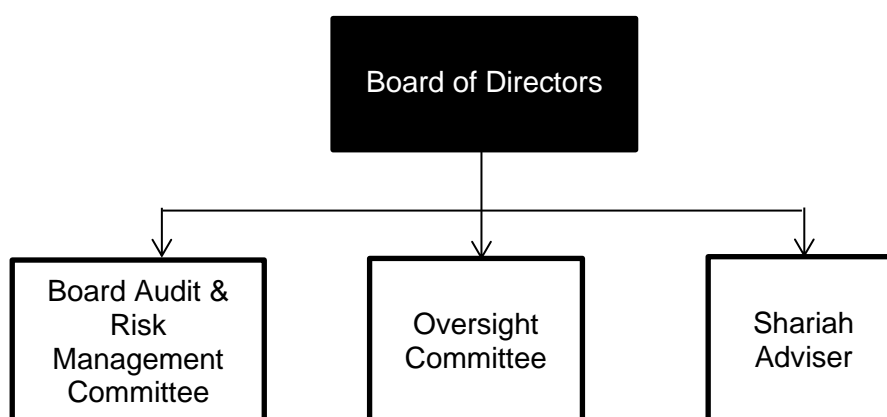 Board of Directors
Board Audit &
Risk
Management
Committee
Oversight
Committee
Shariah
Adviser